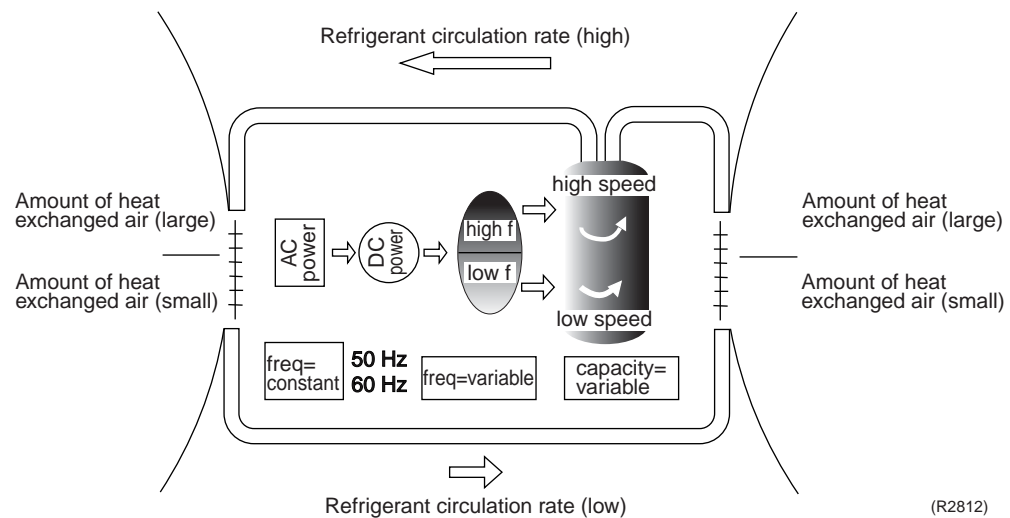 Refrigerant circulation rate (high)
Amount of heat
exchanged air (large)
Amount of heat
exchanged air (small)
AC
power
DC
power
high f
low f
high speed
low speed
Amount of heat
exchanged air (large)
Amount of heat
exchanged air (small)
freq=
constant
50 Hz
60 Hz
freq=variable
capacity=
variable
Refrigerant circulation rate (low)
(R2812)